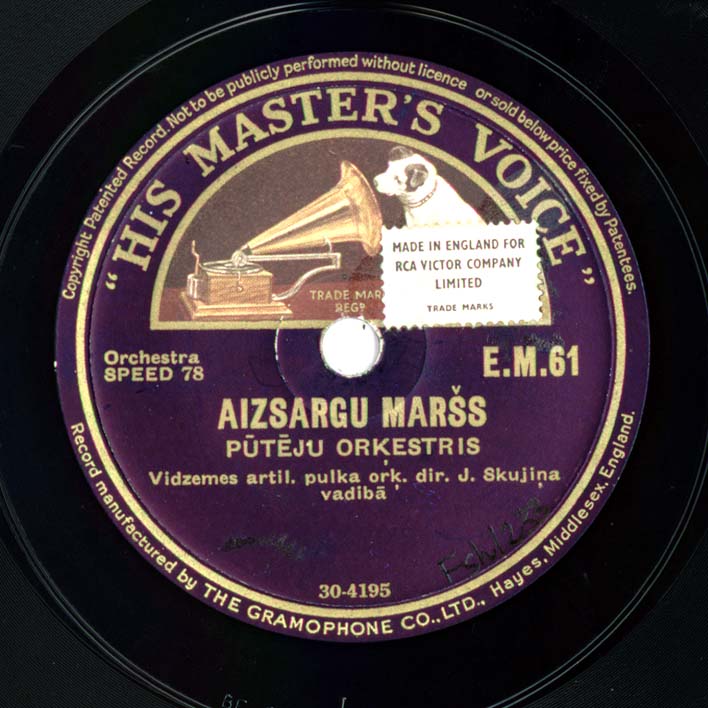 Copyright Patented Record. Not to be publicly performed without licence or sold below price fixed by Patentees.
"HIS MASTER'S VOICE"
MADE IN ENGLAND FOR
RCA VICTOR COMPANY
LIMITED
TRADE MARKS
TRADE MAR
REGD
Orchestra
SPEED 78
E.M.61
AIZSARGU MARŠS
PŪTĒJU ORĶESTRIS
Vidzemes artil. pulka orķ. dir. J. Skujiņa
vadibā
30-4195
Record manufactured by THE GRAMOPHONE CO., LTD., Hayes, Middlesex, England.